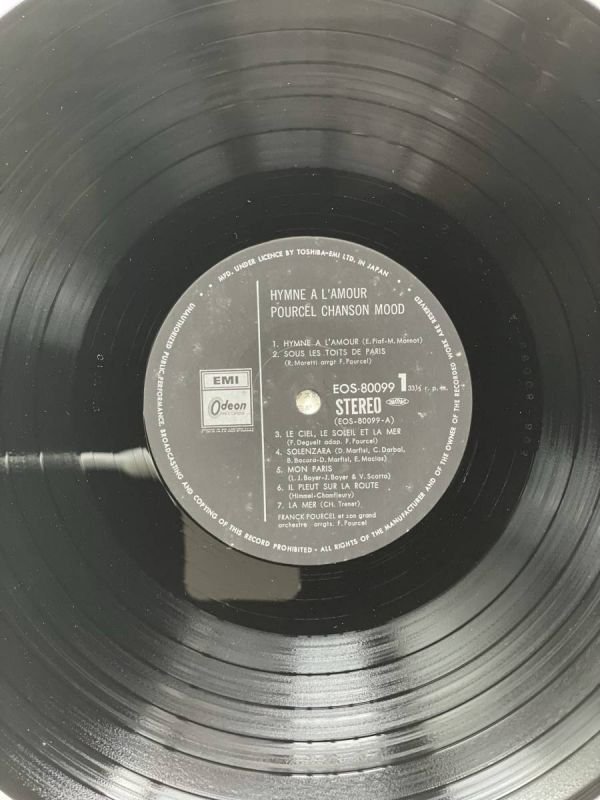 MFD. UNDER LICENCE BY TOSHIBA-EMI LTD. IN JAPAN
HYMNE A L'AMOUR
POURCEL CHANSON MOOD
1. HYMNE A L'AMOUR (E. Piaf-M. Monnot)
2. SOUS LES TOITS DE PARIS
(R. Moretti arrgt F. Pourcel)
EMI
Odeon
EOS-80099 1 33⅓ r. p. m.
STEREO
(EOS-80099-A)
3. LE CIEL, LE SOLEIL ET LA MER
(F. Deguelt adap. F. Pourcel)
4. SOLENZARA (D. Marfisi, C. Darbal,
B. Bacara-D. Marfisi, E. Macias)
5. MON PARIS
(L. J. Boyer-J. Boyer & V. Scotto)
6. IL PLEUT SUR LA ROUTE
(Himmel-Chamfleury)
7. LA MER (CH. Trenet)
FRANCK POURCEL et son grand
orchestre arrgts. F. Pourcel
UNAUTHORIZED PUBLIC PERFORMANCE, BROADCASTING AND COPYING OF THIS RECORD PROHIBITED • ALL RIGHTS OF THE MANUFACTURER AND OF THE OWNER OF THE RECORDED WORK ARE RESERVED